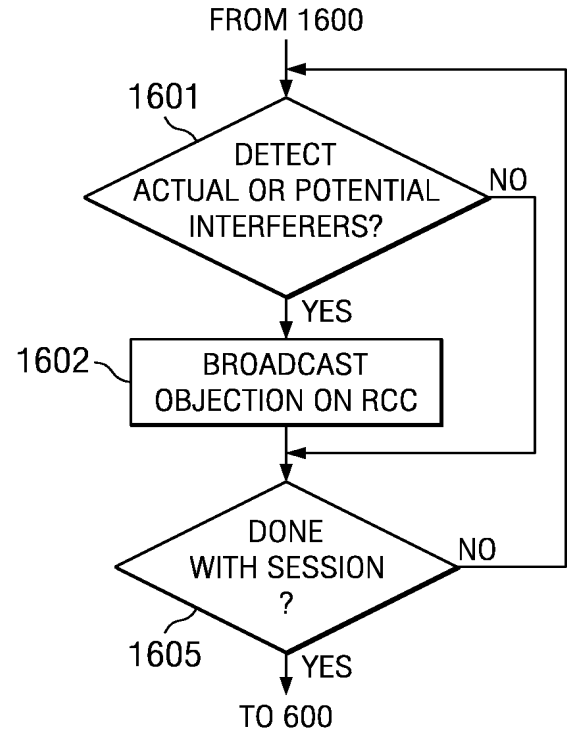 FROM 1600
1601
DETECT
ACTUAL OR POTENTIAL
INTERFERERS?
NO
YES
1602
BROADCAST
OBJECTION ON RCC
DONE
WITH SESSION
?
NO
1605
YES
TO 600